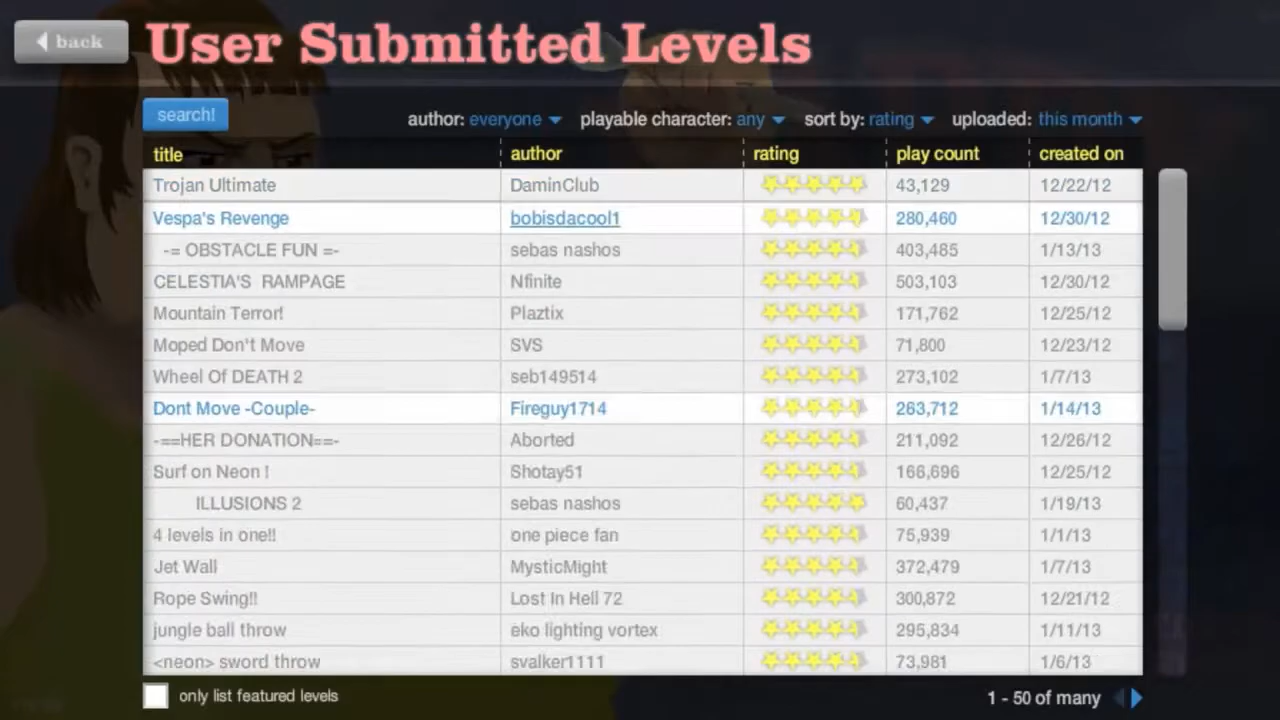 back
User Submitted Levels
search! author: everyone playable character: any sort by: rating uploaded: this month
title author rating play count created on
Trojan Ultimate DaminClub 43,129 12/22/12
Vespa's Revenge bobisdacool1 280,460 12/30/12
-= OBSTACLE FUN =- sebas nashos 403,485 1/13/13
CELESTIA'S RAMPAGE Nfinite 503,103 12/30/12
Mountain Terror! Plaztix 171,762 12/25/12
Moped Don't Move SVS 71,800 12/23/12
Wheel Of DEATH 2 seb149514 273,102 1/7/13
Dont Move -Couple- Fireguy1714 263,712 1/14/13
-==HER DONATION==- Aborted 211,092 12/26/12
Surf on Neon ! Shotay51 166,696 12/25/12
ILLUSIONS 2 sebas nashos 60,437 1/19/13
4 levels in one!! one piece fan 75,939 1/1/13
Jet Wall MysticMight 372,479 1/7/13
Rope Swing!! Lost In Hell 72 300,872 12/21/12
jungle ball throw eko lighting vortex 295,834 1/11/13
<neon> sword throw svalker1111 73,981 1/6/13
only list featured levels 1 - 50 of many